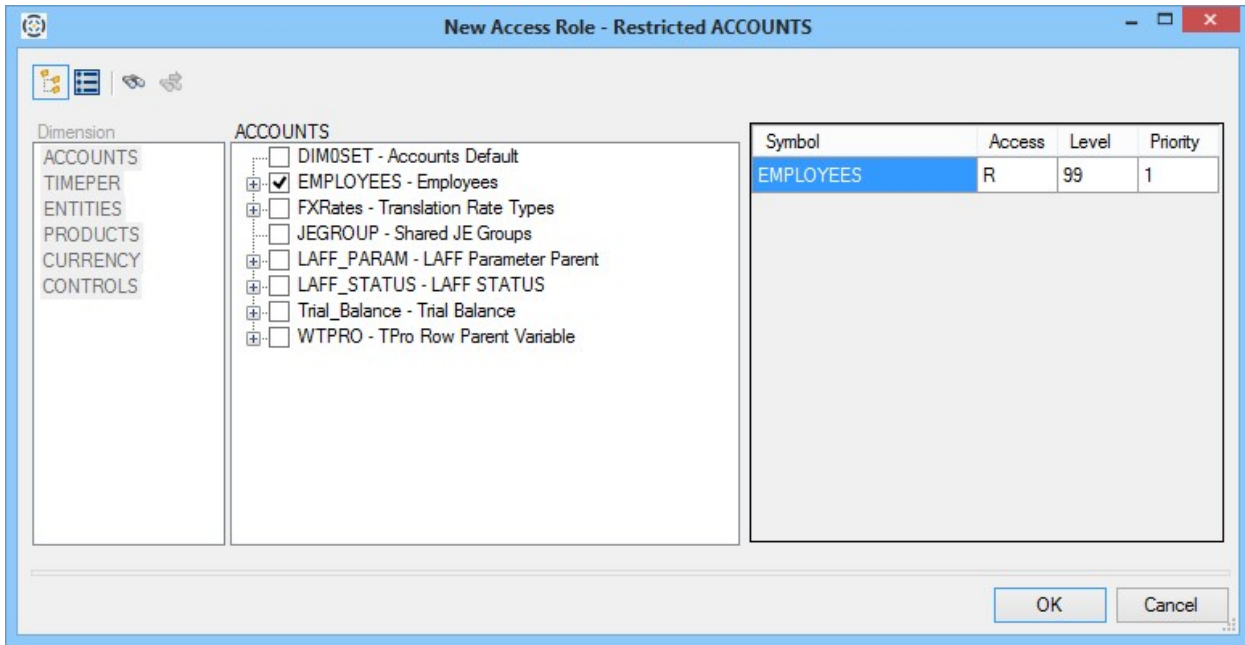 New Access Role - Restricted ACCOUNTS
Dimension
ACCOUNTS
TIMEPER
ENTITIES
PRODUCTS
CURRENCY
CONTROLS
ACCOUNTS
DIM0SET - Accounts Default
EMPLOYEES - Employees
FXRates - Translation Rate Types
JEGROUP - Shared JE Groups
LAFF_PARAM - LAFF Parameter Parent
LAFF_STATUS - LAFF STATUS
Trial_Balance - Trial Balance
WTPRO - TPro Row Parent Variable
Symbol Access Level Priority
EMPLOYEES R 99 1
OK Cancel